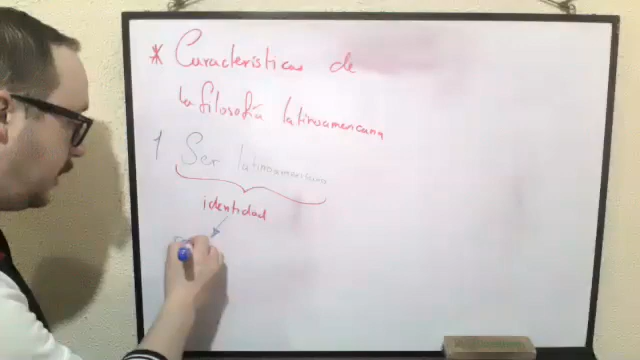 * Características de
la filosofía latinoamericana
1 Ser latinoamericano
identidad